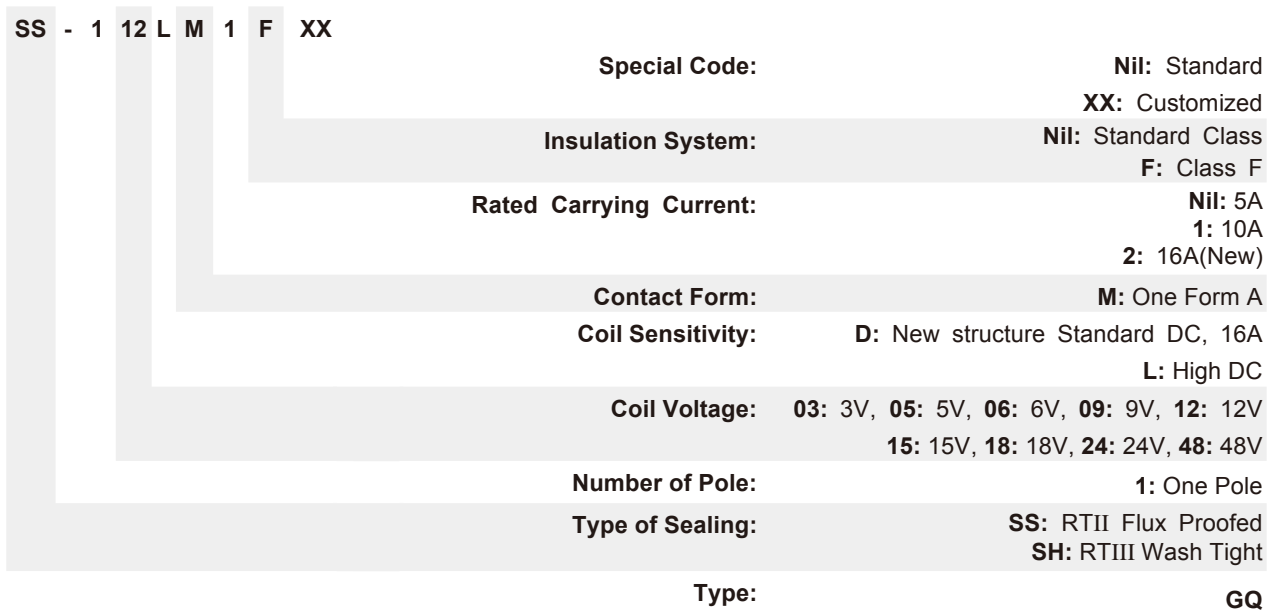 SS - 1 12 L M 1 F XX
Special Code: Nil: Standard
XX: Customized
Insulation System: Nil: Standard Class
F: Class F
Rated Carrying Current: Nil: 5A
1: 10A
2: 16A(New)
Contact Form: M: One Form A
Coil Sensitivity: D: New structure Standard DC, 16A
L: High DC
Coil Voltage: 03: 3V, 05: 5V, 06: 6V, 09: 9V, 12: 12V
15: 15V, 18: 18V, 24: 24V, 48: 48V
Number of Pole: 1: One Pole
Type of Sealing: SS: RTII Flux Proofed
SH: RTIII Wash Tight
Type: GQ